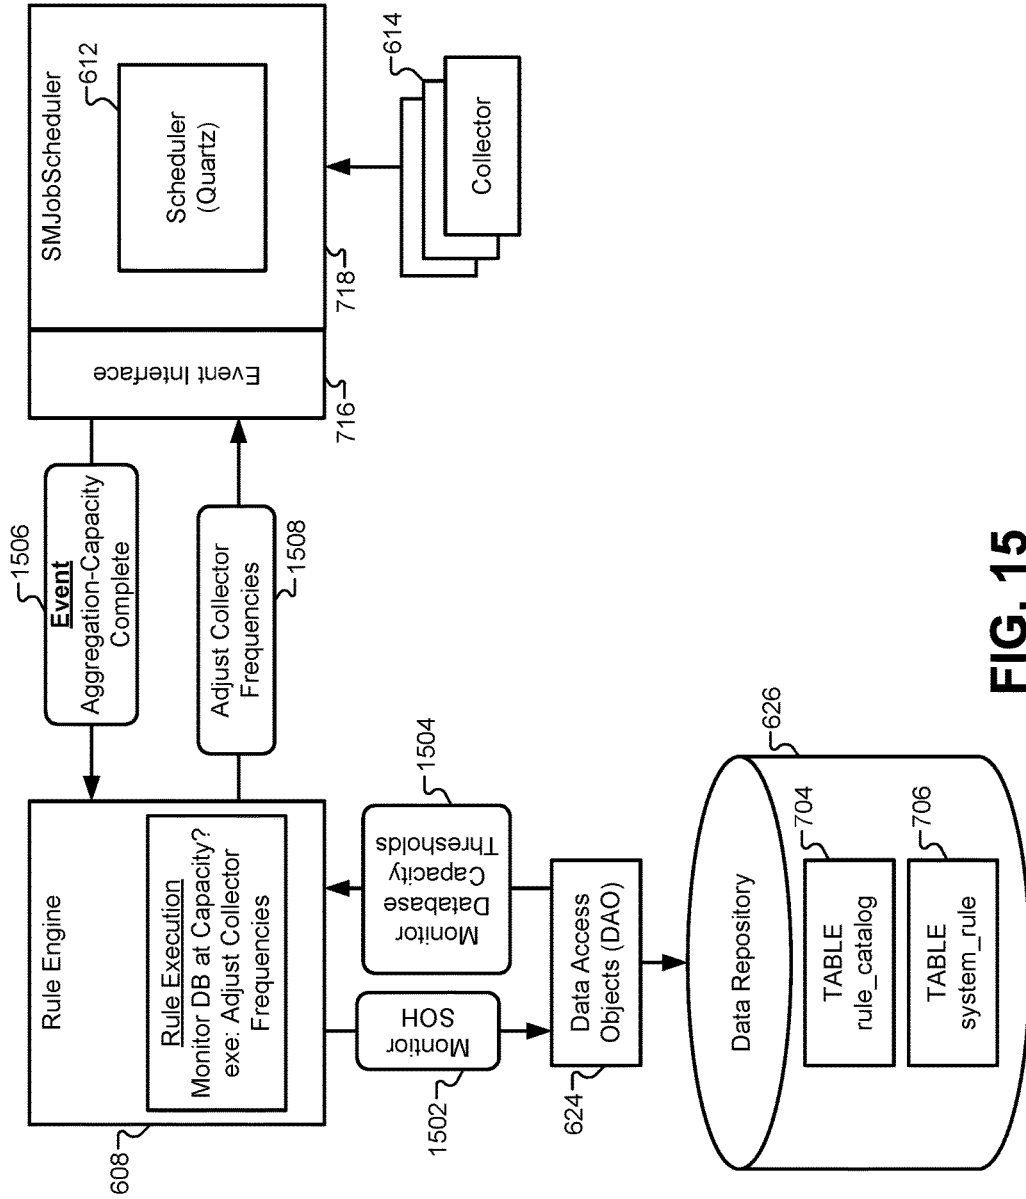 Rule Engine
Rule Execution
Monitor DB at Capacity?
exe: Adjust Collector
Frequencies
608
1506
Event
Aggregation-Capacity
Complete
Adjust Collector
Frequencies
1508
Event Interface
716
SMJobScheduler
612
Scheduler
(Quartz)
718
614
Collector
Montior
SOH
1502
Monitor
Database
Capacity
Thresholds
1504
Data Access
Objects (DAO)
624
Data Repository
626
TABLE
rule_catalog
704
TABLE
system_rule
706
FIG. 15